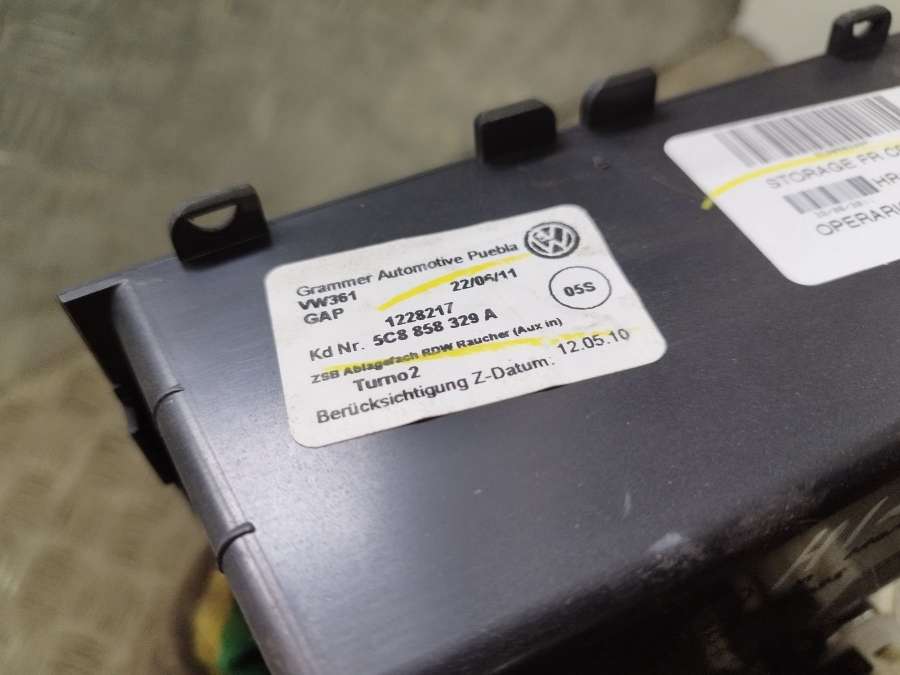 Grammer Automotive Puebla
VW361
22/06/11
GAP
1228217
05S
Kd Nr. 5C8 858 329 A
ZSB Ablagefach RDW Raucher (Aux in)
Turno2
Berücksichtigung Z-Datum: 12.05.10
STORAGE FR
HR